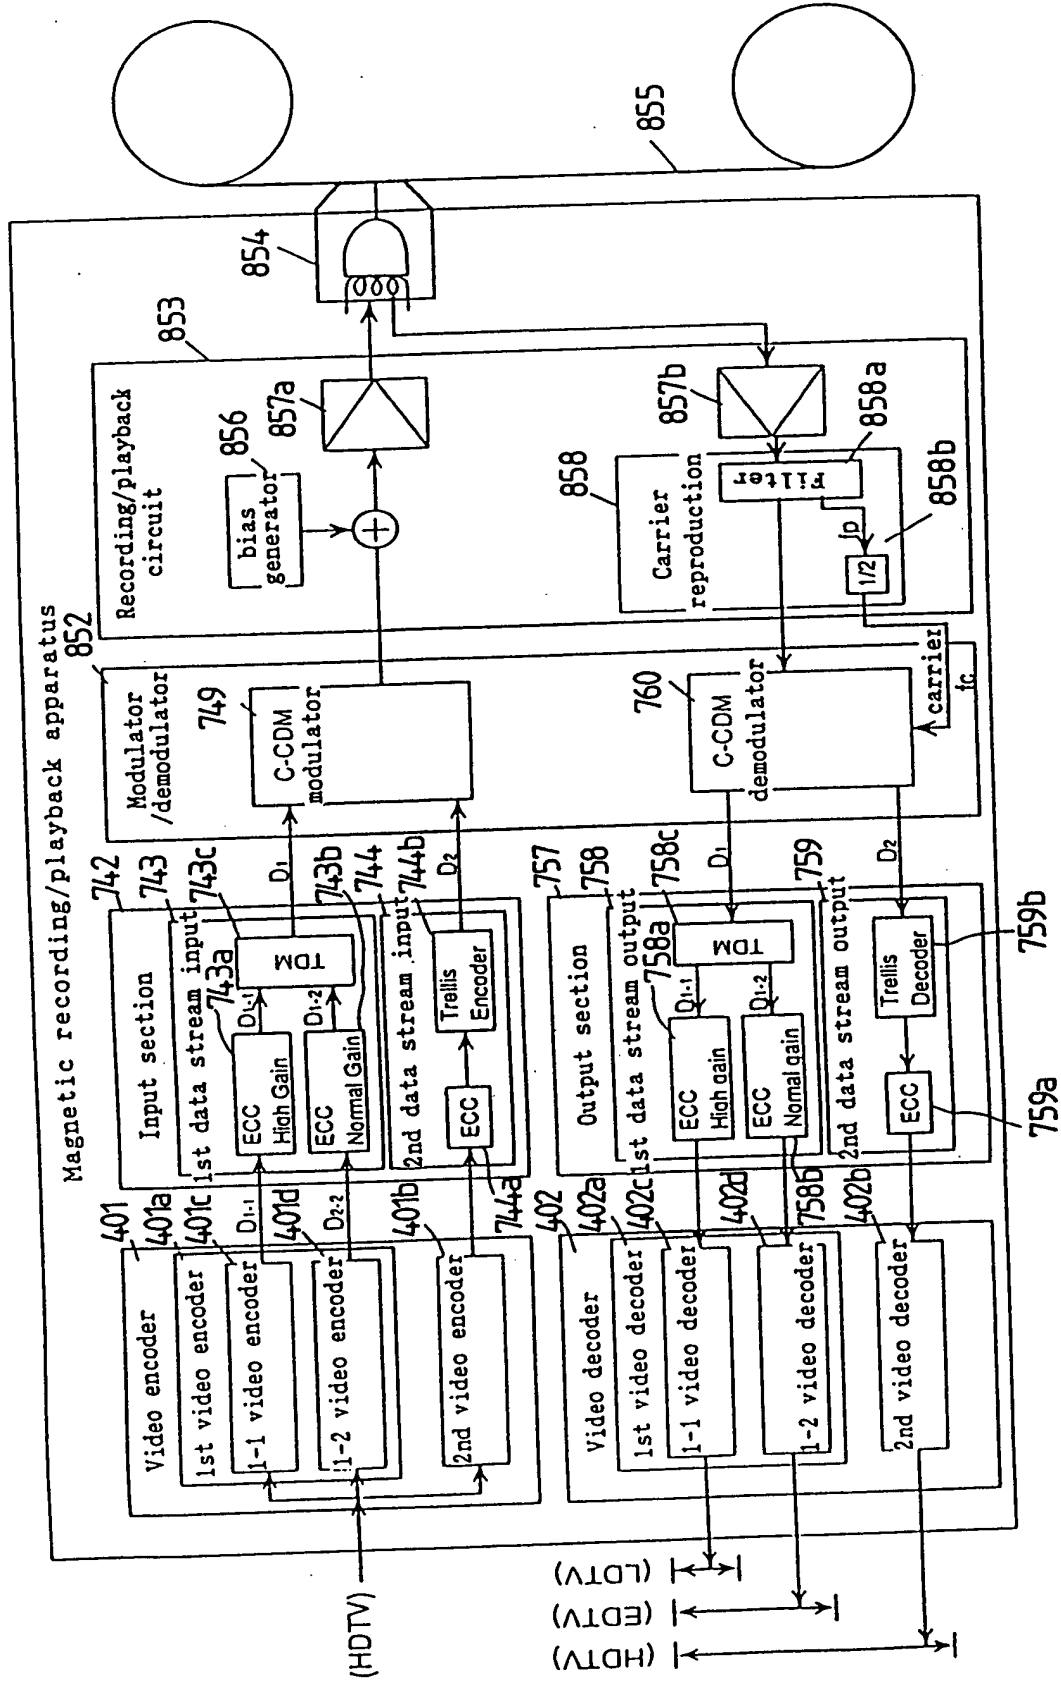 Magnetic recording/playback apparatus
Video encoder
401
401a
1st video encoder
401c
1-1 video encoder
401d
1-2 video encoder
401b
2nd video encoder
(HDTV)
D1-1
D2-2
Input section
742
743
1st data stream input
743a
743c
ECC
High Gain
D1-1
TDM
D1
ECC
Normal Gain
D1-2
743b
744
2nd data stream input
744b
ECC
744a
Trellis
Encoder
D2
Modulator
/demodulator
852
749
C-CDM
modulator
Recording/playback
circuit
853
bias
generator
856
+
857a
854
855
Video decoder
402
402a
1st video decoder
402c
1-1 video decoder
402d
1-2 video decoder
402b
2nd video decoder
(LDTV)
(EDTV)
(HDTV)
Output section
757
758
1st data stream output
758a
758c
ECC
High gain
D1-1
TDM
D1
ECC
Normal gain
D1-2
758b
759
2nd data stream output
ECC
759a
Trellis
Decoder
759b
D2
760
C-CDM
demodulator
carrier
fc
Carrier
reproduction
858
Filter
858a
857b
fp
1/2
858b